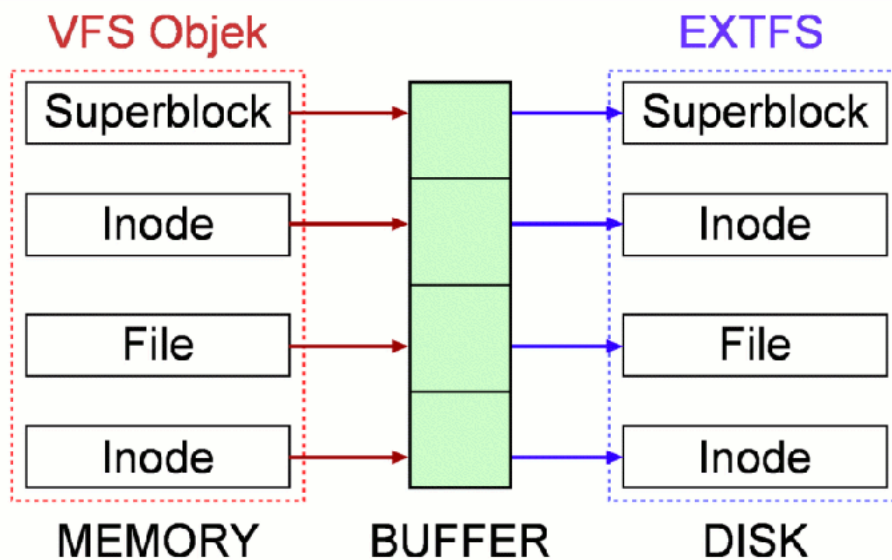 VFS Objek EXTFS
Superblock Superblock
Inode Inode
File File
Inode Inode
MEMORY BUFFER DISK